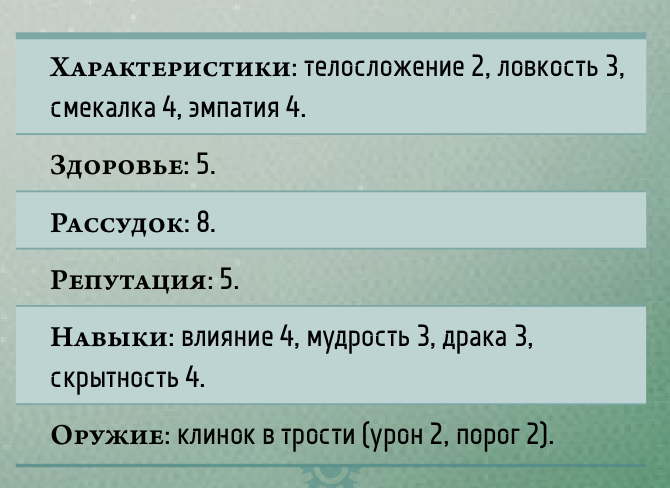 Характеристики: телосложение 2, ловкость 3,
смекалка 4, эмпатия 4.
Здоровье: 5.
Рассудок: 8.
Репутация: 5.
Навыки: влияние 4, мудрость 3, драка 3,
скрытность 4.
Оружие: клинок в трости (урон 2, порог 2).